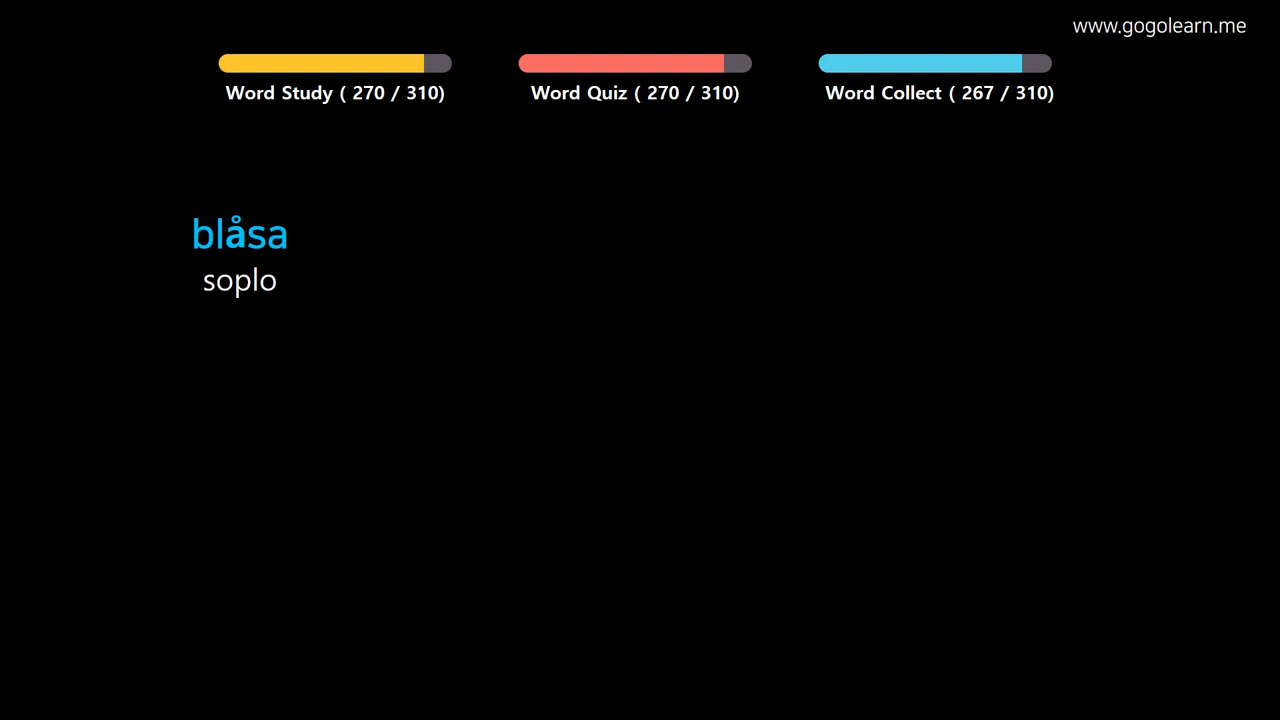 www.gogolearn.me
Word Study ( 270 / 310)
Word Quiz ( 270 / 310)
Word Collect ( 267 / 310)
blåsa
soplo